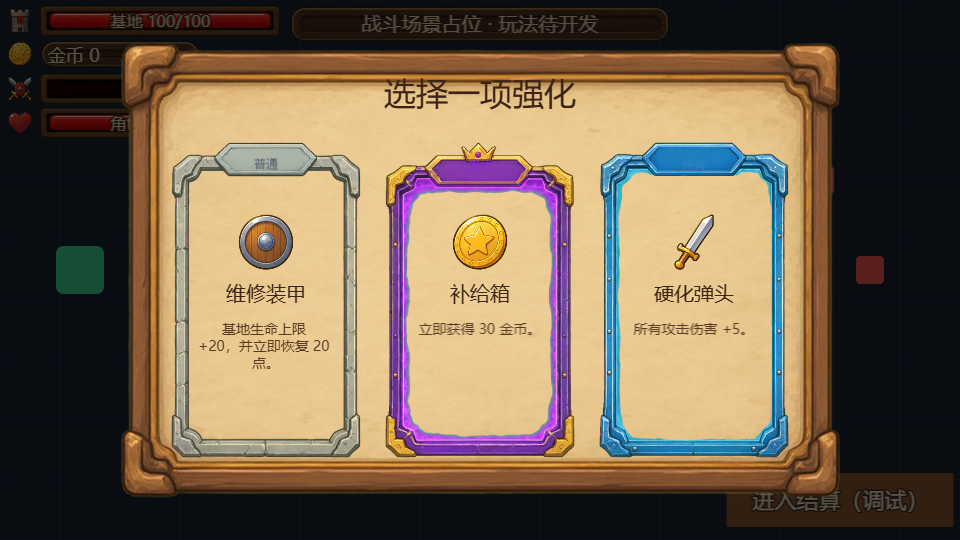 基地 100/100
战斗场景占位 · 玩法待开发
金币 0
角
选择一项强化
普通
维修装甲
基地生命上限
+20，并立即恢复 20
点。
补给箱
立即获得 30 金币。
硬化弹头
所有攻击伤害 +5。
进入结算（调试）